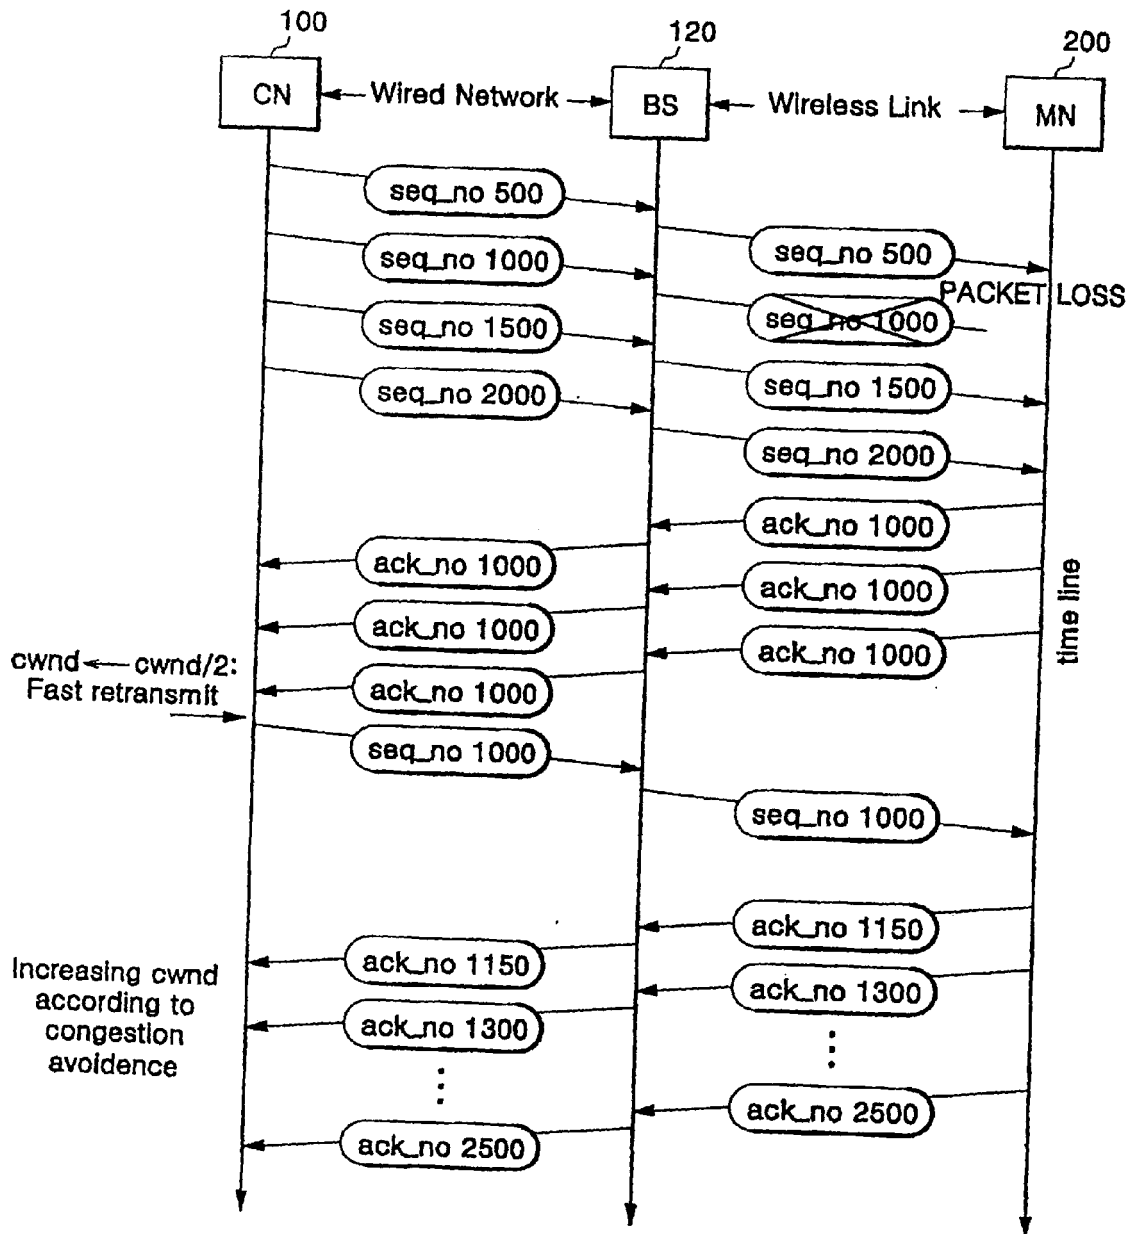 100
120
200
CN
Wired Network
BS
Wireless Link
MN
seq_no 500
seq_no 500
seq_no 1000
PACKET LOSS
seq_no 1000
seq_no 1500
seq_no 1500
seq_no 2000
seq_no 2000
ack_no 1000
ack_no 1000
ack_no 1000
ack_no 1000
ack_no 1000
time line
cwnd cwnd/2:
Fast retransmit
ack_no 1000
seq_no 1000
seq_no 1000
ack_no 1150
ack_no 1150
Increasing cwnd
according to
congestion
avoidence
ack_no 1300
ack_no 1300
ack_no 2500
ack_no 2500